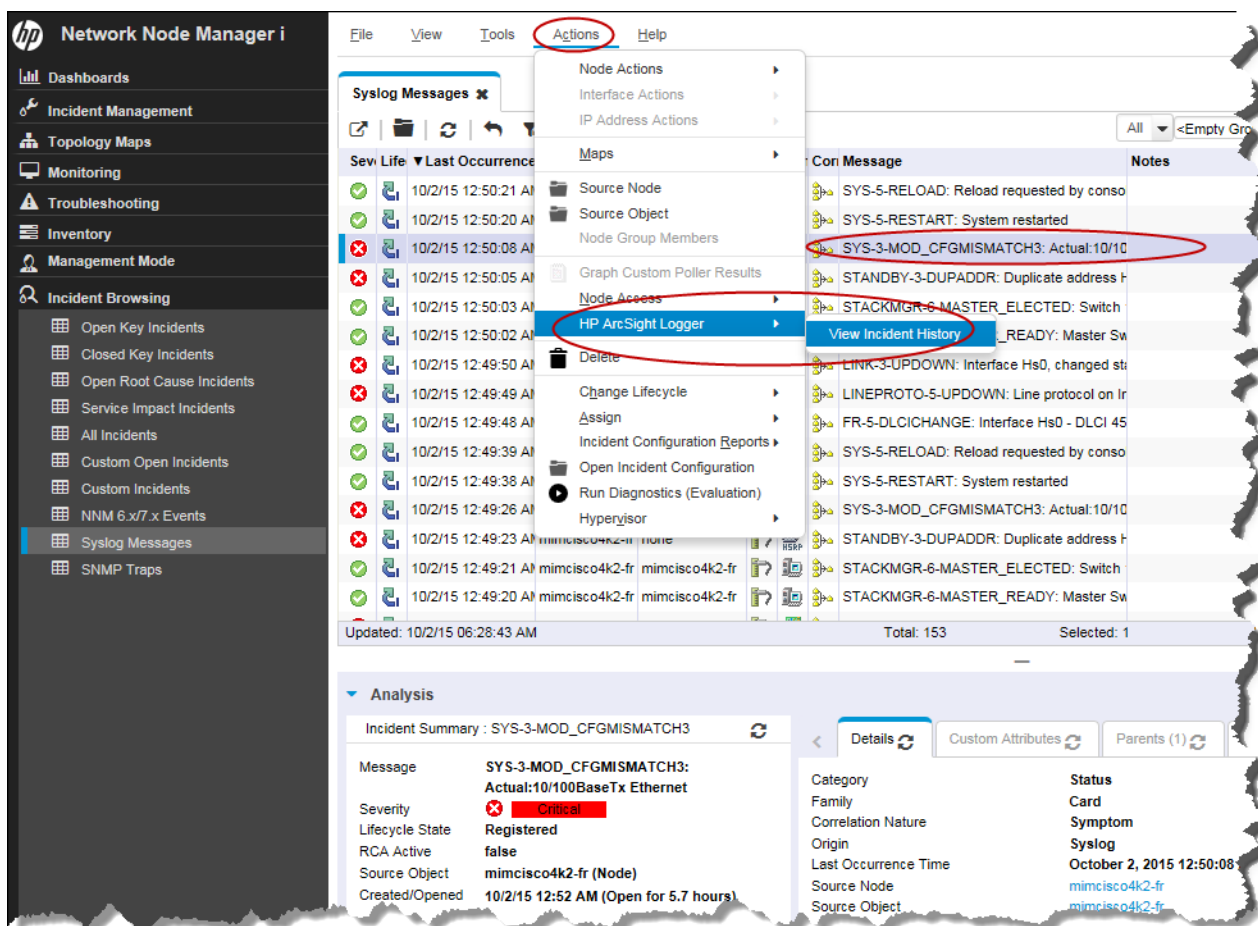 hp Network Node Manager i
File View Tools Actions Help
Dashboards
Incident Management
Topology Maps
Monitoring
Troubleshooting
Inventory
Management Mode
Incident Browsing
Open Key Incidents
Closed Key Incidents
Open Root Cause Incidents
Service Impact Incidents
All Incidents
Custom Open Incidents
Custom Incidents
NNM 6.x/7.x Events
Syslog Messages
SNMP Traps
Syslog Messages
All <Empty Gro
Sev Life ▼Last Occurrence Cor Message Notes
10/2/15 12:50:21 AM SYS-5-RELOAD: Reload requested by conso
10/2/15 12:50:20 AM SYS-5-RESTART: System restarted
10/2/15 12:50:08 AM SYS-3-MOD_CFGMISMATCH3: Actual:10/10
10/2/15 12:50:05 AM STANDBY-3-DUPADDR: Duplicate address H
10/2/15 12:50:03 AM STACKMGR-6-MASTER_ELECTED: Switch
10/2/15 12:50:02 AM _READY: Master Sw
10/2/15 12:49:50 AM LINK-3-UPDOWN: Interface Hs0, changed sta
10/2/15 12:49:49 AM LINEPROTO-5-UPDOWN: Line protocol on In
10/2/15 12:49:48 AM FR-5-DLCICHANGE: Interface Hs0 - DLCI 45
10/2/15 12:49:39 AM SYS-5-RELOAD: Reload requested by conso
10/2/15 12:49:38 AM SYS-5-RESTART: System restarted
10/2/15 12:49:26 AM SYS-3-MOD_CFGMISMATCH3: Actual:10/10
10/2/15 12:49:23 AM mimcisco4k2-fr none HSRP STANDBY-3-DUPADDR: Duplicate address H
10/2/15 12:49:21 AM mimcisco4k2-fr mimcisco4k2-fr STACKMGR-6-MASTER_ELECTED: Switch
10/2/15 12:49:20 AM mimcisco4k2-fr mimcisco4k2-fr STACKMGR-6-MASTER_READY: Master Sw
Node Actions
Interface Actions
IP Address Actions
Maps
Source Node
Source Object
Node Group Members
Graph Custom Poller Results
Node Access
HP ArcSight Logger
View Incident History
Delete
Change Lifecycle
Assign
Incident Configuration Reports
Open Incident Configuration
Run Diagnostics (Evaluation)
Hypervisor
Updated: 10/2/15 06:28:43 AM Total: 153 Selected: 1
Analysis
Incident Summary : SYS-3-MOD_CFGMISMATCH3
Message SYS-3-MOD_CFGMISMATCH3:
Actual:10/100BaseTx Ethernet
Severity Critical
Lifecycle State Registered
RCA Active false
Source Object mimcisco4k2-fr (Node)
Created/Opened 10/2/15 12:52 AM (Open for 5.7 hours)
Details Custom Attributes Parents (1)
Category Status
Family Card
Correlation Nature Symptom
Origin Syslog
Last Occurrence Time October 2, 2015 12:50:08
Source Node mimcisco4k2-fr
Source Object mimcisco4k2-fr